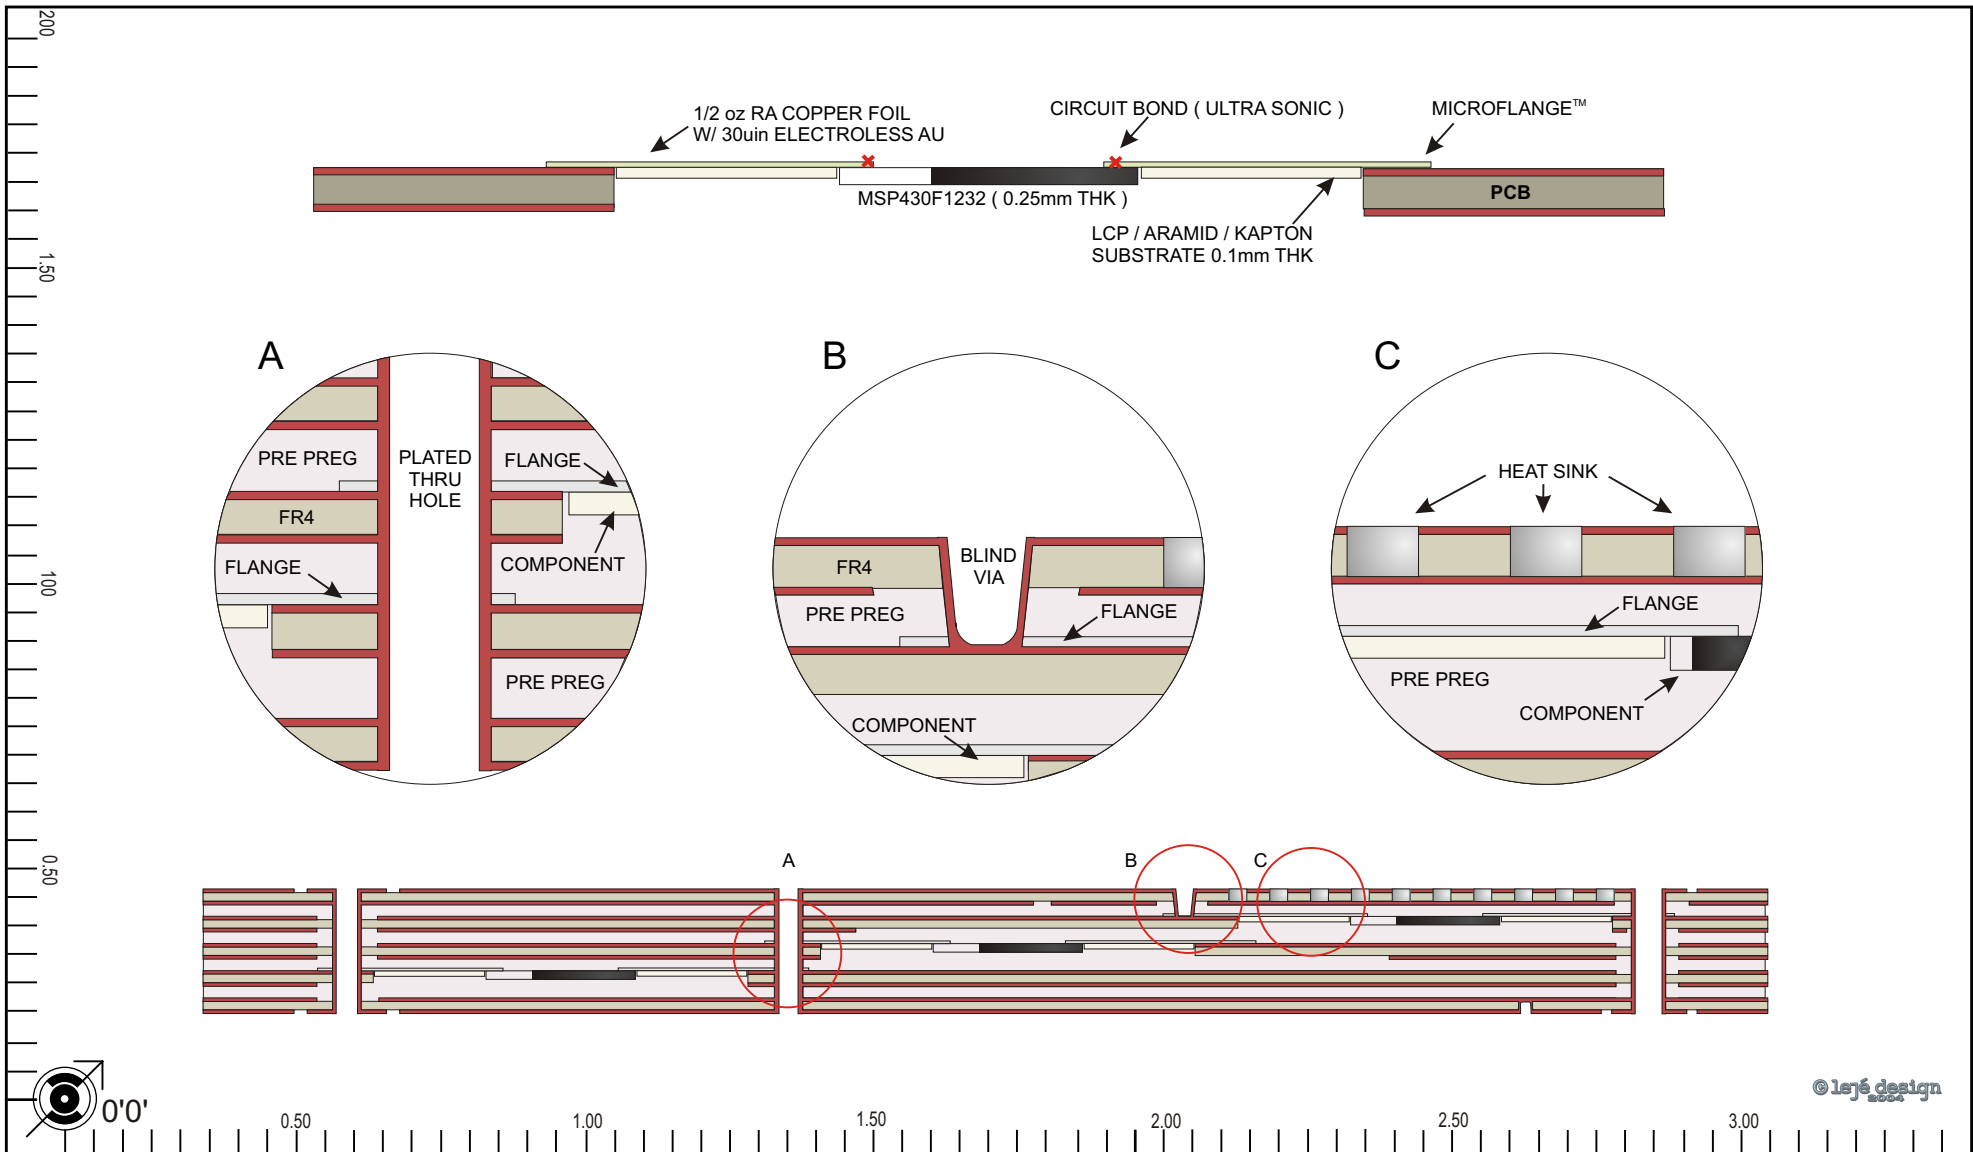 200
1/2 oz RA COPPER FOIL
W/ 30uin ELECTROLESS AU
CIRCUIT BOND ( ULTRA SONIC )
MICROFLANGE™
MSP430F1232 ( 0.25mm THK )
PCB
LCP / ARAMID / KAPTON
SUBSTRATE 0.1mm THK
1.50
A
PRE PREG
PLATED
THRU
HOLE
FLANGE
FR4
FLANGE
COMPONENT
PRE PREG
B
BLIND
VIA
FR4
PRE PREG
FLANGE
COMPONENT
C
HEAT SINK
FLANGE
PRE PREG
COMPONENT
100
0.50
A
B
C
0'0'
0.50
1.00
1.50
2.00
2.50
3.00
© lejé design
2004